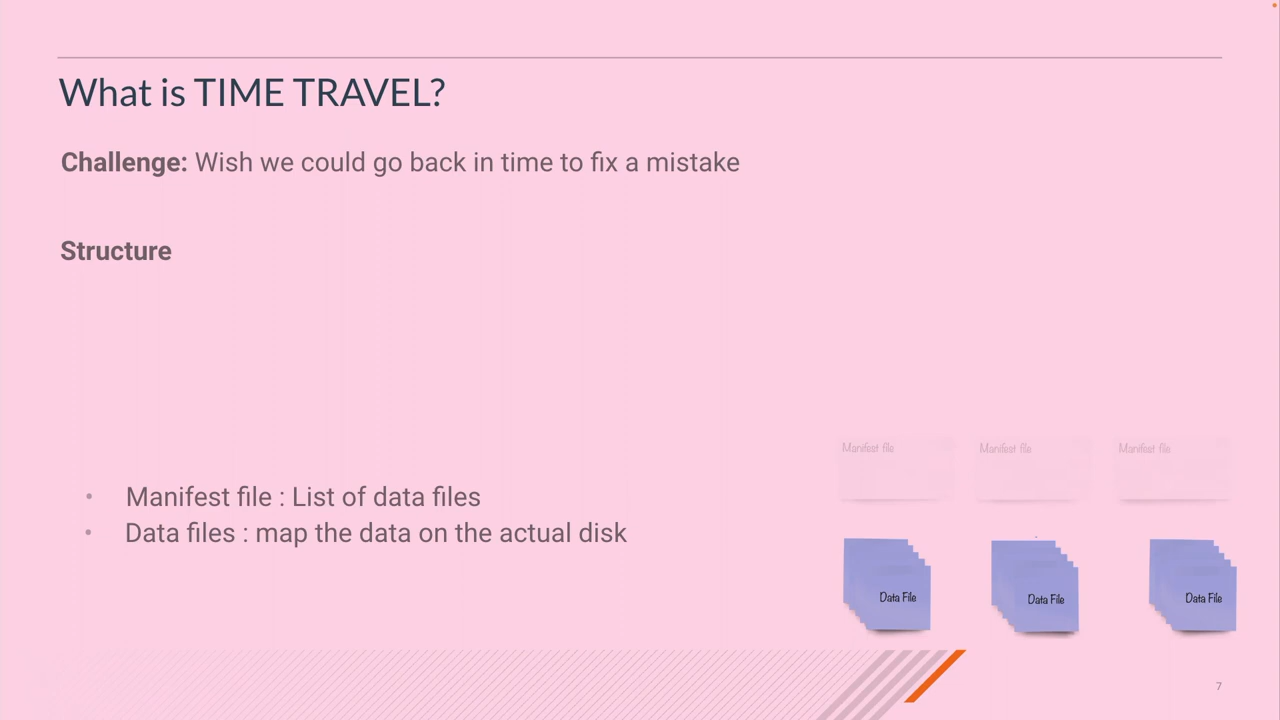 What is TIME TRAVEL?
Challenge: Wish we could go back in time to fix a mistake
Structure
• Manifest file : List of data files
• Data files : map the data on the actual disk
Manifest file
Manifest file
Manifest file
Data File
Data File
Data File
7